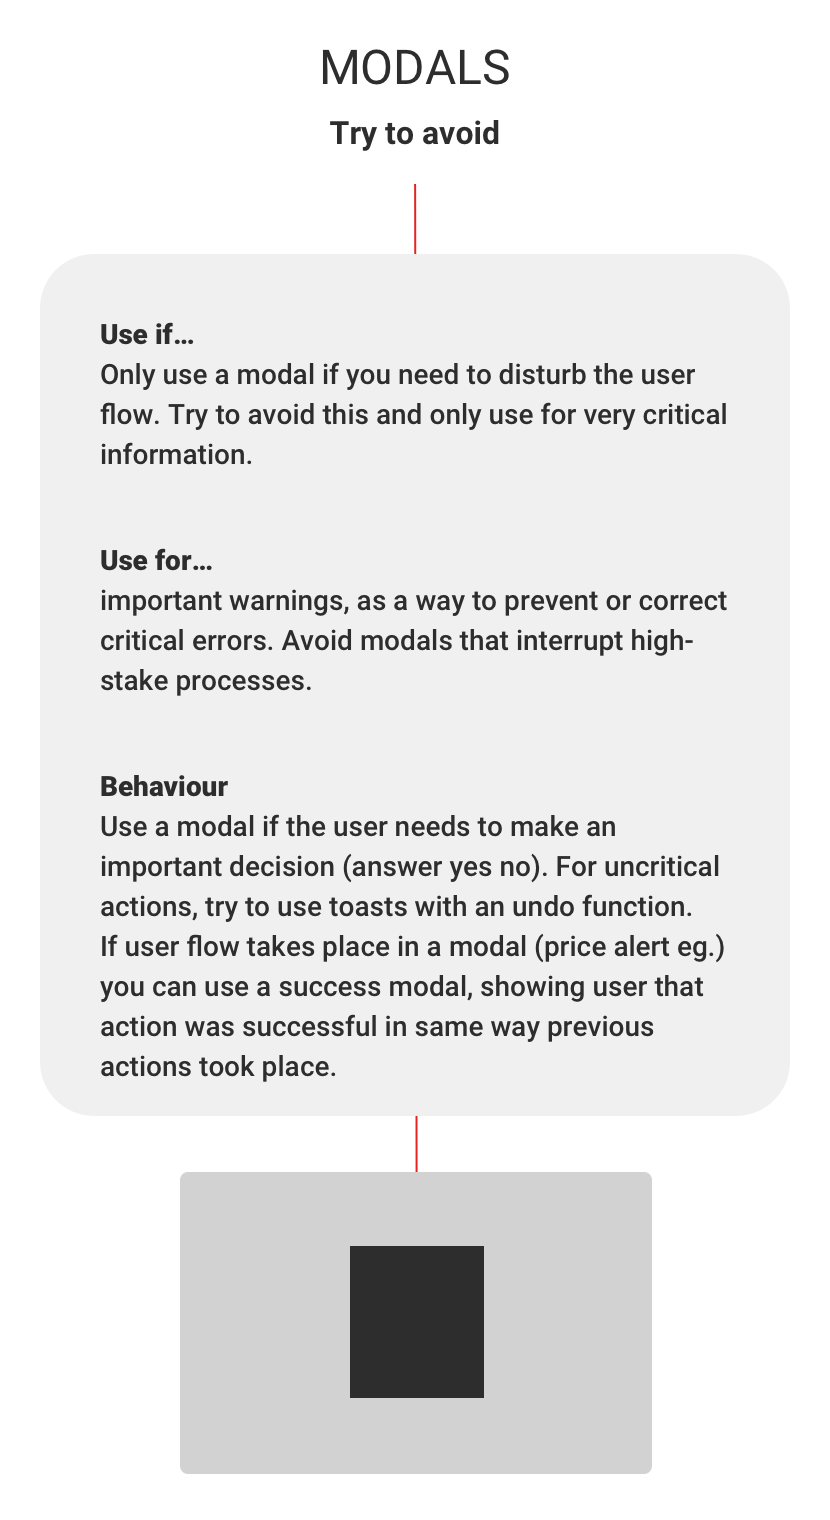 MODALS
Try to avoid
Use if...
Only use a modal if you need to disturb the user
flow. Try to avoid this and only use for very critical
information.
Use for...
important warnings, as a way to prevent or correct
critical errors. Avoid modals that interrupt high-
stake processes.
Behaviour
Use a modal if the user needs to make an
important decision (answer yes no). For uncritical
actions, try to use toasts with an undo function.
If user flow takes place in a modal (price alert eg.)
you can use a success modal, showing user that
action was successful in same way previous
actions took place.